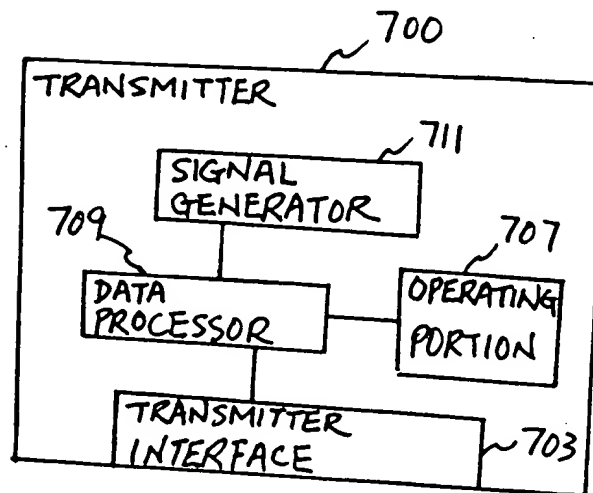 700
TRANSMITTER
711
SIGNAL
GENERATOR
709
707
DATA
PROCESSOR
OPERATING
PORTION
TRANSMITTER
INTERFACE
703